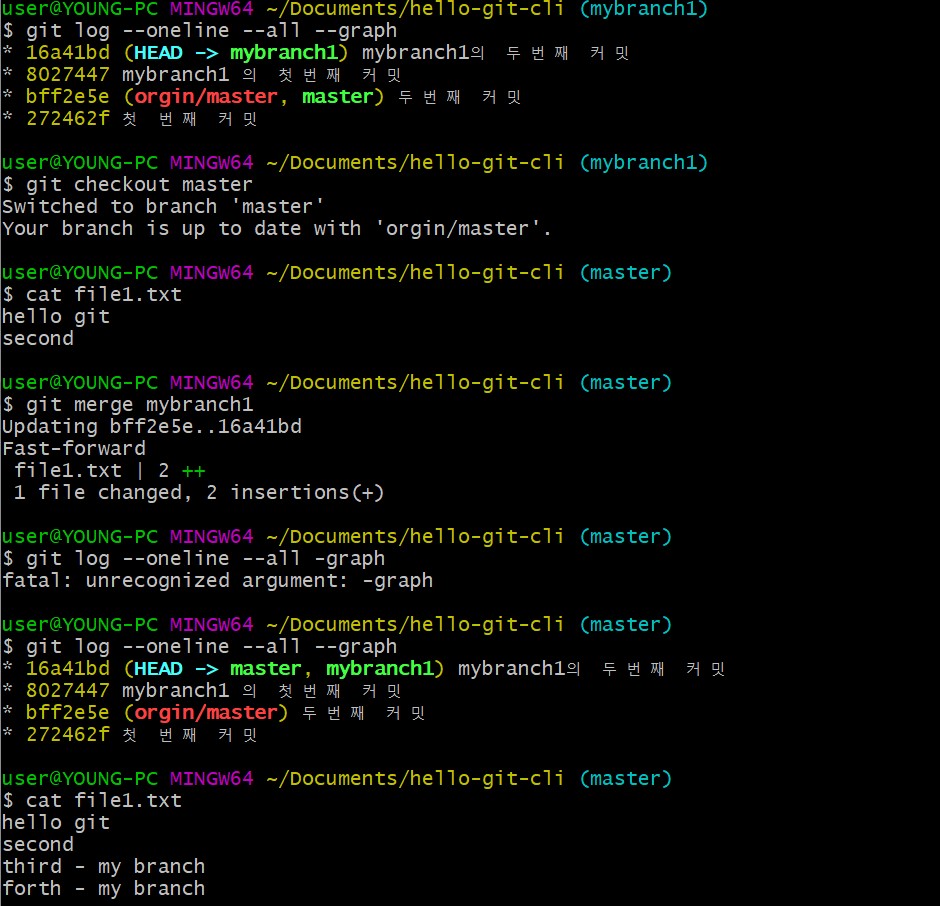 user@YOUNG-PC MINGW64 ~/Documents/hello-git-cli (mybranch1)
$ git log --oneline --all --graph
* 16a41bd (HEAD -> mybranch1) mybranch1의 두번째 커밋
* 8027447 mybranch1 의 첫번째 커밋
* bff2e5e (orgin/master, master) 두번째 커밋
* 272462f 첫 번째 커밋
user@YOUNG-PC MINGW64 ~/Documents/hello-git-cli (mybranch1)
$ git checkout master
Switched to branch 'master'
Your branch is up to date with 'orgin/master'.
user@YOUNG-PC MINGW64 ~/Documents/hello-git-cli (master)
$ cat file1.txt
hello git
second
user@YOUNG-PC MINGW64 ~/Documents/hello-git-cli (master)
$ git merge mybranch1
Updating bff2e5e..16a41bd
Fast-forward
file1.txt | 2 ++
1 file changed, 2 insertions(+)
user@YOUNG-PC MINGW64 ~/Documents/hello-git-cli (master)
$ git log --oneline --all -graph
fatal: unrecognized argument: -graph
user@YOUNG-PC MINGW64 ~/Documents/hello-git-cli (master)
$ git log --oneline --all --graph
* 16a41bd (HEAD -> master, mybranch1) mybranch1의 두번째 커밋
* 8027447 mybranch1 의 첫번째 커밋
* bff2e5e (orgin/master) 두번째 커밋
* 272462f 첫 번째 커밋
user@YOUNG-PC MINGW64 ~/Documents/hello-git-cli (master)
$ cat file1.txt
hello git
second
third - my branch
forth - my branch